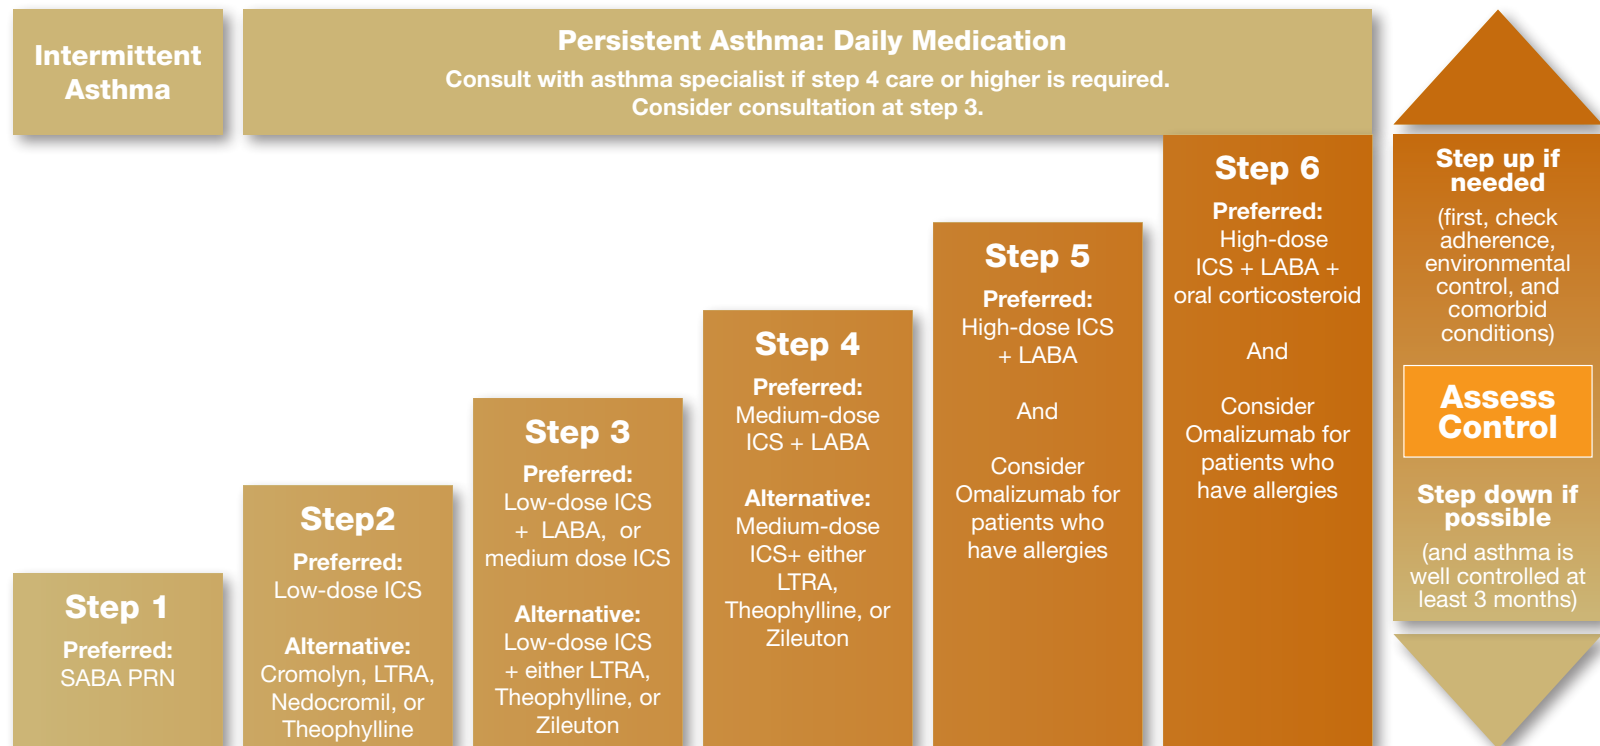 Intermittent
Asthma
Persistent Asthma: Daily Medication
Consult with asthma specialist if step 4 care or higher is required.
Consider consultation at step 3.
Step 1
Preferred:
SABA PRN
Step2
Preferred:
Low-dose ICS
Alternative:
Cromolyn, LTRA,
Nedocromil, or
Theophylline
Step 3
Preferred:
Low-dose ICS
+ LABA, or
medium dose ICS
Alternative:
Low-dose ICS
+ either LTRA,
Theophylline, or
Zileuton
Step 4
Preferred:
Medium-dose
ICS + LABA
Alternative:
Medium-dose
ICS+ either
LTRA,
Theophylline, or
Zileuton
Step 5
Preferred:
High-dose ICS
+ LABA
And
Consider
Omalizumab for
patients who
have allergies
Step 6
Preferred:
High-dose
ICS + LABA +
oral corticosteroid
And
Consider
Omalizumab for
patients who
have allergies
Step up if
needed
(first, check
adherence,
environmental
control, and
comorbid
conditions)
Assess
Control
Step down if
possible
(and asthma is
well controlled at
least 3 months)